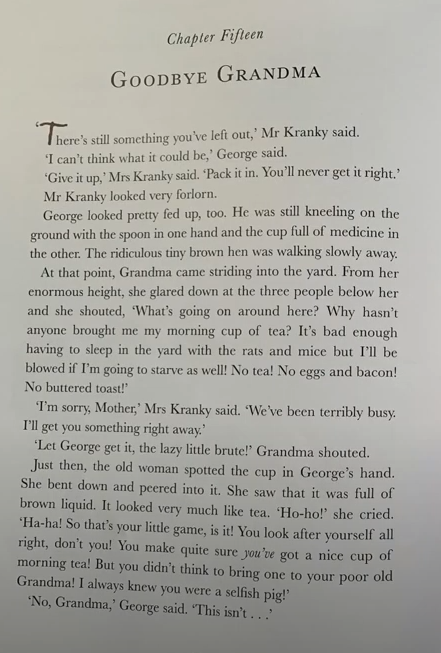 Chapter Fifteen
GOODBYE GRANDMA
‘There’s still something you’ve left out,’ Mr Kranky said.
‘I can’t think what it could be,’ George said.
‘Give it up,’ Mrs Kranky said. ‘Pack it in. You’ll never get it right.’
Mr Kranky looked very forlorn.
George looked pretty fed up, too. He was still kneeling on the
ground with the spoon in one hand and the cup full of medicine in
the other. The ridiculous tiny brown hen was walking slowly away.
At that point, Grandma came striding into the yard. From her
enormous height, she glared down at the three people below her
and she shouted, ‘What’s going on around here? Why hasn’t
anyone brought me my morning cup of tea? It’s bad enough
having to sleep in the yard with the rats and mice but I’ll be
blowed if I’m going to starve as well! No tea! No eggs and bacon!
No buttered toast!’
‘I’m sorry, Mother,’ Mrs Kranky said. ‘We’ve been terribly busy.
I’ll get you something right away.’
‘Let George get it, the lazy little brute!’ Grandma shouted.
Just then, the old woman spotted the cup in George’s hand.
She bent down and peered into it. She saw that it was full of
brown liquid. It looked very much like tea. ‘Ho-ho!’ she cried.
‘Ha-ha! So that’s your little game, is it! You look after yourself all
right, don’t you! You make quite sure you’ve got a nice cup of
morning tea! But you didn’t think to bring one to your poor old
Grandma! I always knew you were a selfish pig!’
‘No, Grandma,’ George said. ‘This isn’t . . .’